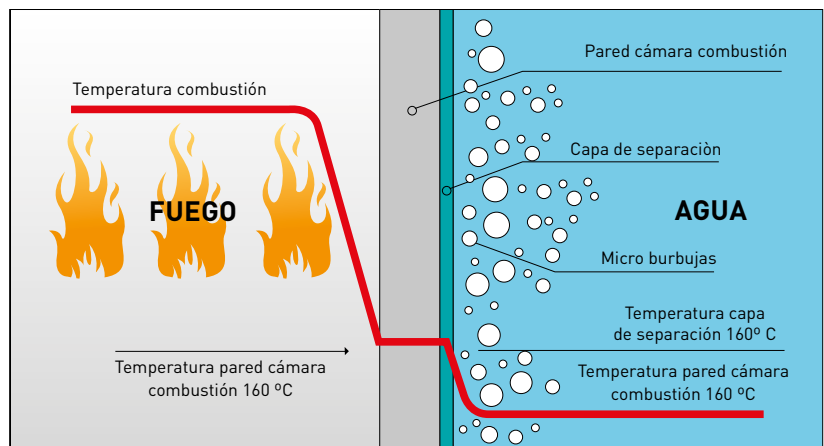 Temperatura combustión
FUEGO
Temperatura pared cámara
combustión 160 ºC
Pared cámara combustión
Capa de separaciòn
AGUA
Micro burbujas
Temperatura capa
de separación 160º C
Temperatura pared cámara
combustión 160 ºC